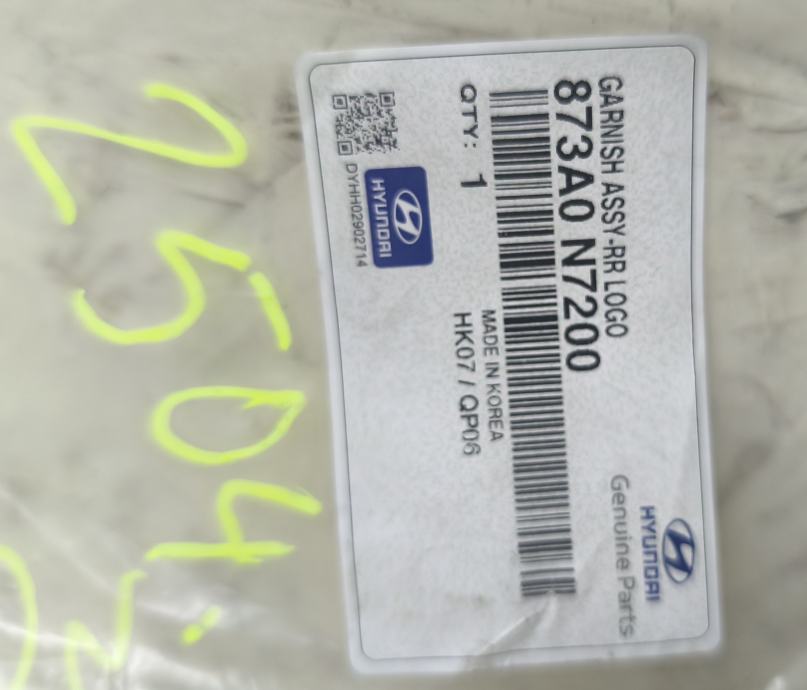 HYUNDAI
Genuine Parts
GARNISH ASSY-RR LOGO
873A0 N7200
QTY: 1
MADE IN KOREA
HK07 / QP06
HYUNDAI
DYHH02902714
2504